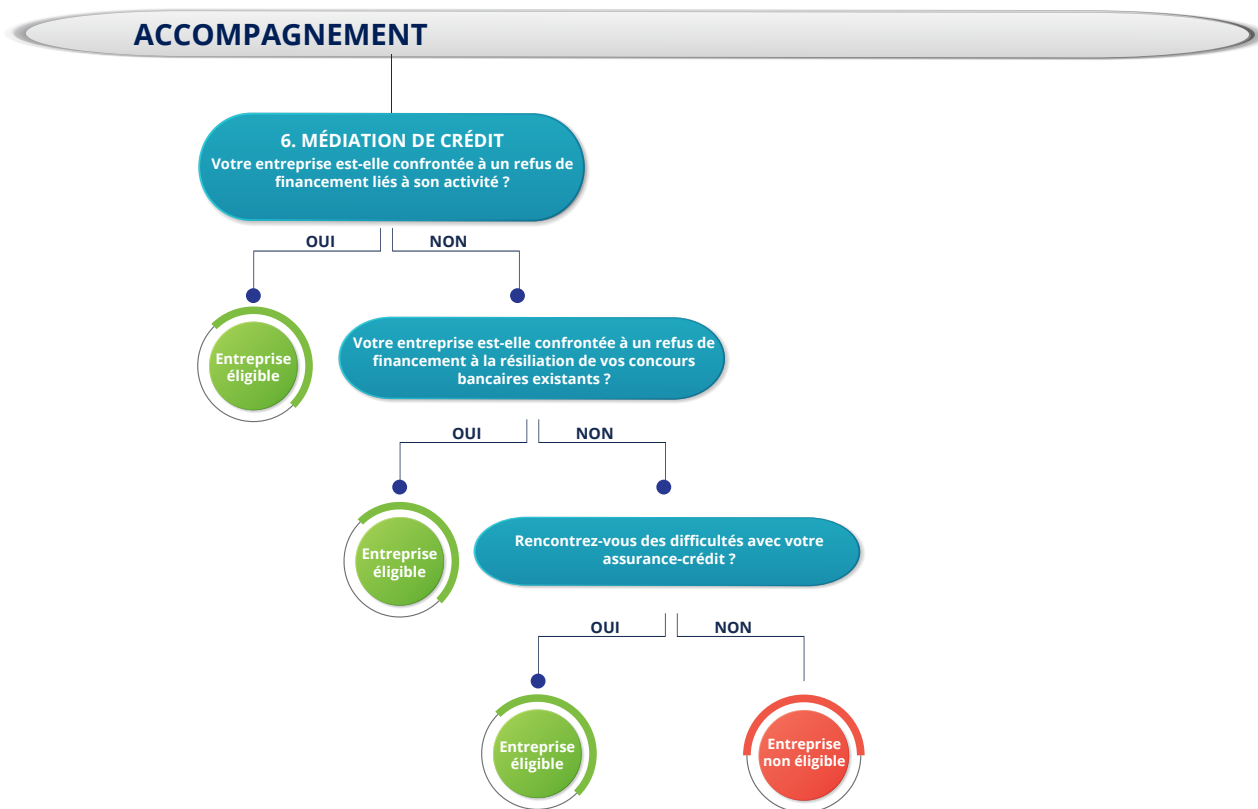 ACCOMPAGNEMENT
6. MÉDIATION DE CRÉDIT
Votre entreprise est-elle confrontée à un refus de
financement liés à son activité ?
OUI
NON
Entreprise
éligible
Votre entreprise est-elle confrontée à un refus de
financement à la résiliation de vos concours
bancaires existants ?
OUI
NON
Entreprise
éligible
Rencontrez-vous des difficultés avec votre
assurance-crédit ?
OUI
NON
Entreprise
éligible
Entreprise
non éligible